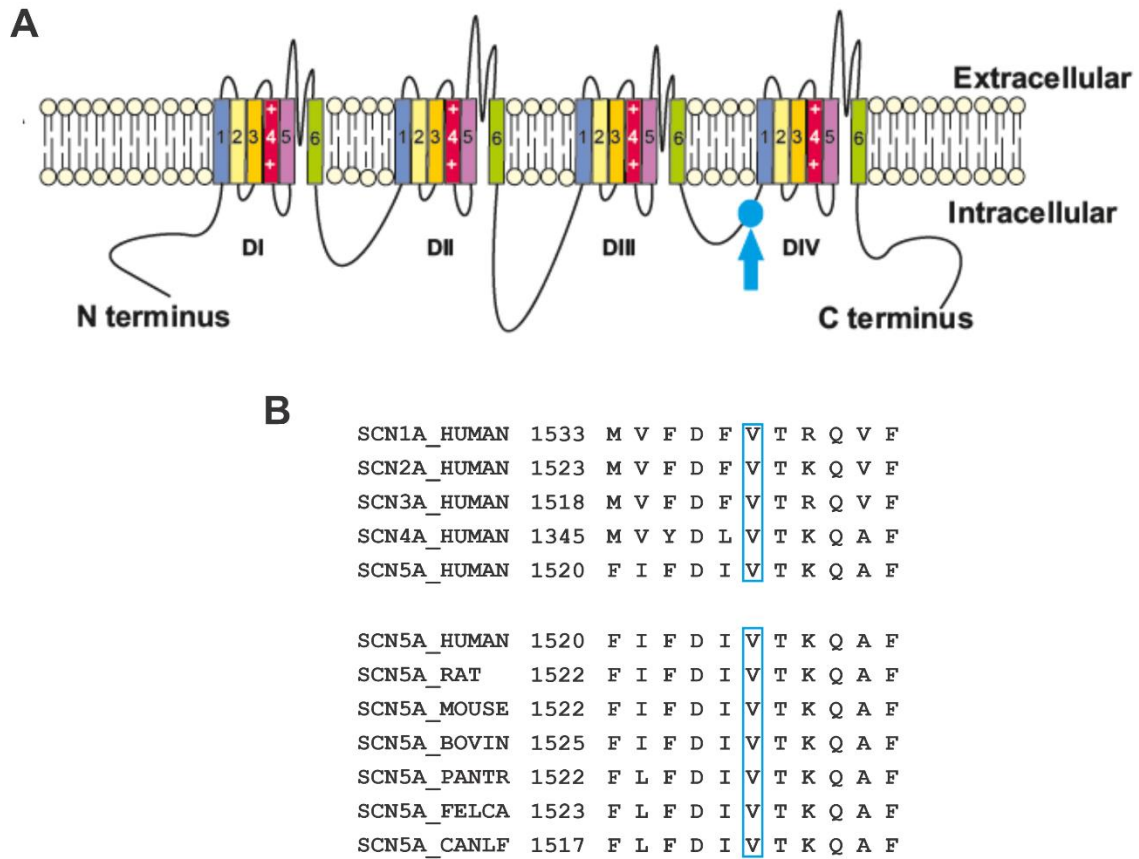 A
Extracellular
1 2 3 + 4 + 5 6 1 2 3 + 4 + 5 6 1 2 3 + 4 + 5 6 1 2 3 + 4 + 5 6
Intracellular
DI DII DIII DIV
N terminus C terminus
B
SCN1A_HUMAN 1533 M V F D F V T R Q V F
SCN2A_HUMAN 1523 M V F D F V T K Q V F
SCN3A_HUMAN 1518 M V F D F V T R Q V F
SCN4A_HUMAN 1345 M V Y D L V T K Q A F
SCN5A_HUMAN 1520 F I F D I V T K Q A F
SCN5A_HUMAN 1520 F I F D I V T K Q A F
SCN5A_RAT 1522 F I F D I V T K Q A F
SCN5A_MOUSE 1522 F I F D I V T K Q A F
SCN5A_BOVIN 1525 F I F D I V T K Q A F
SCN5A_PANTR 1522 F L F D I V T K Q A F
SCN5A_FELCA 1523 F L F D I V T K Q A F
SCN5A_CANLF 1517 F L F D I V T K Q A F